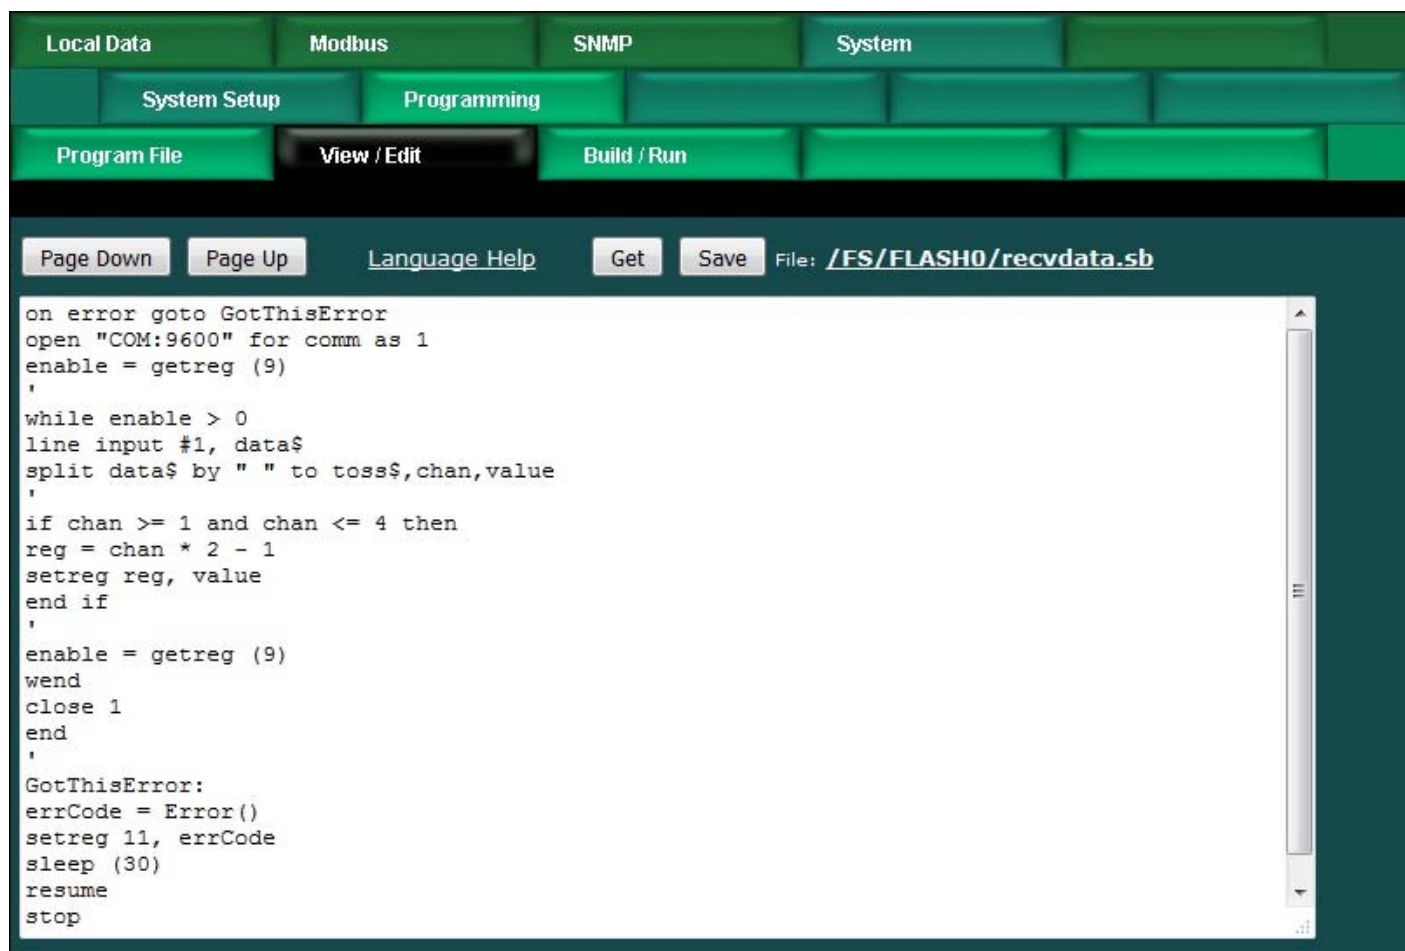 Local Data Modbus SNMP System
System Setup Programming
Program File View / Edit Build / Run
Page Down Page Up Language Help Get Save File: /FS/FLASH0/recvdata.sb
on error goto GotThisError
open "COM:9600" for comm as 1
enable = getreg (9)
'
while enable > 0
line input #1, data$
split data$ by " " to toss$,chan,value
'
if chan >= 1 and chan <= 4 then
reg = chan * 2 - 1
setreg reg, value
end if
'
enable = getreg (9)
wend
close 1
end
'
GotThisError:
errCode = Error()
setreg 11, errCode
sleep (30)
resume
stop